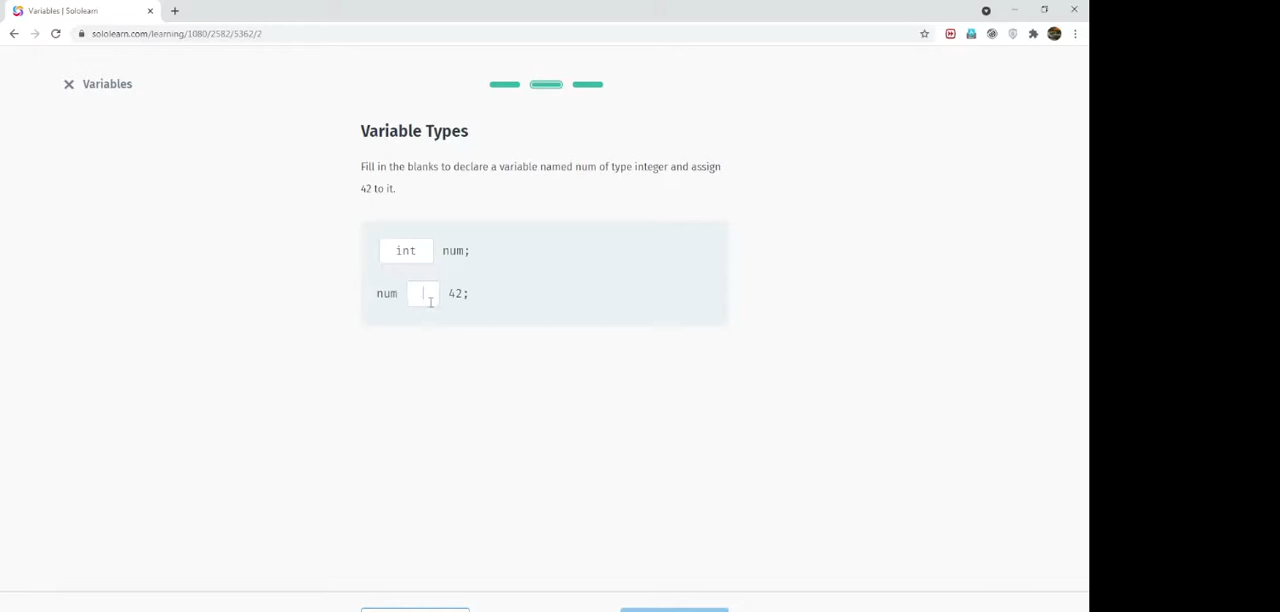 Variables | Sololearn
sololearn.com/learning/1080/2582/5362/2
Variables
Variable Types
Fill in the blanks to declare a variable named num of type integer and assign
42 to it.
int num;
num 42;